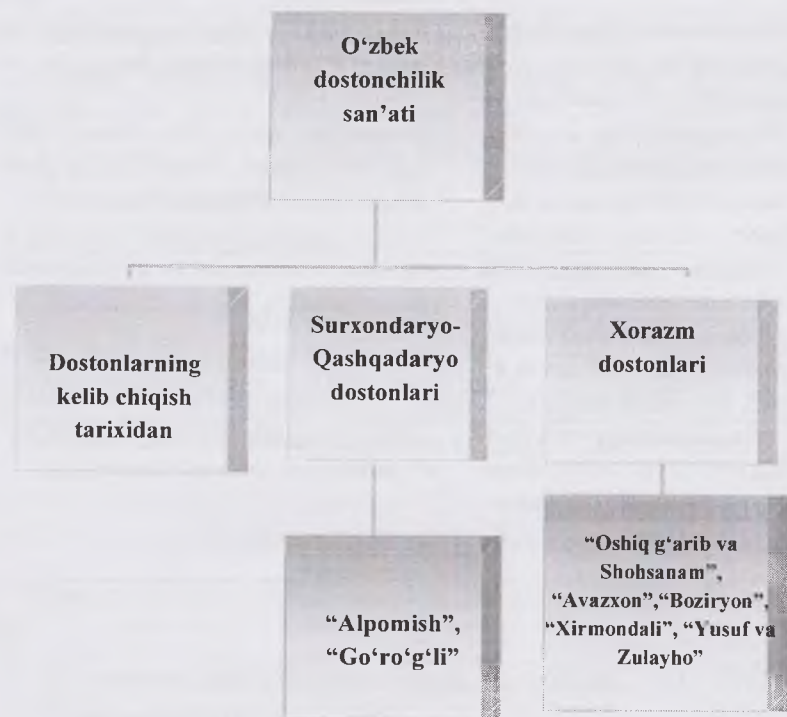 O‘zbek
dostonchilik
san’ati
Dostonlarning
kelib chiqish
tarixidan
Surxondaryo-
Qashqadaryo
dostonlari
Xorazm
dostonlari
“Alpomish”,
“Go‘ro‘g‘li”
“Oshiq g‘arib va
Shohsanam”,
“Avazxon”,“Boziryon”,
“Xirmondali”, “Yusuf va
Zulayho”